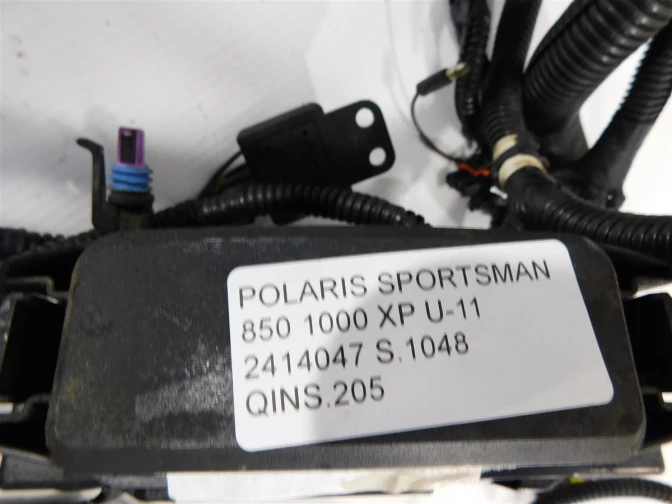 POLARIS SPORTSMAN
850 1000 XP U-11
2414047 S.1048
QINS.205